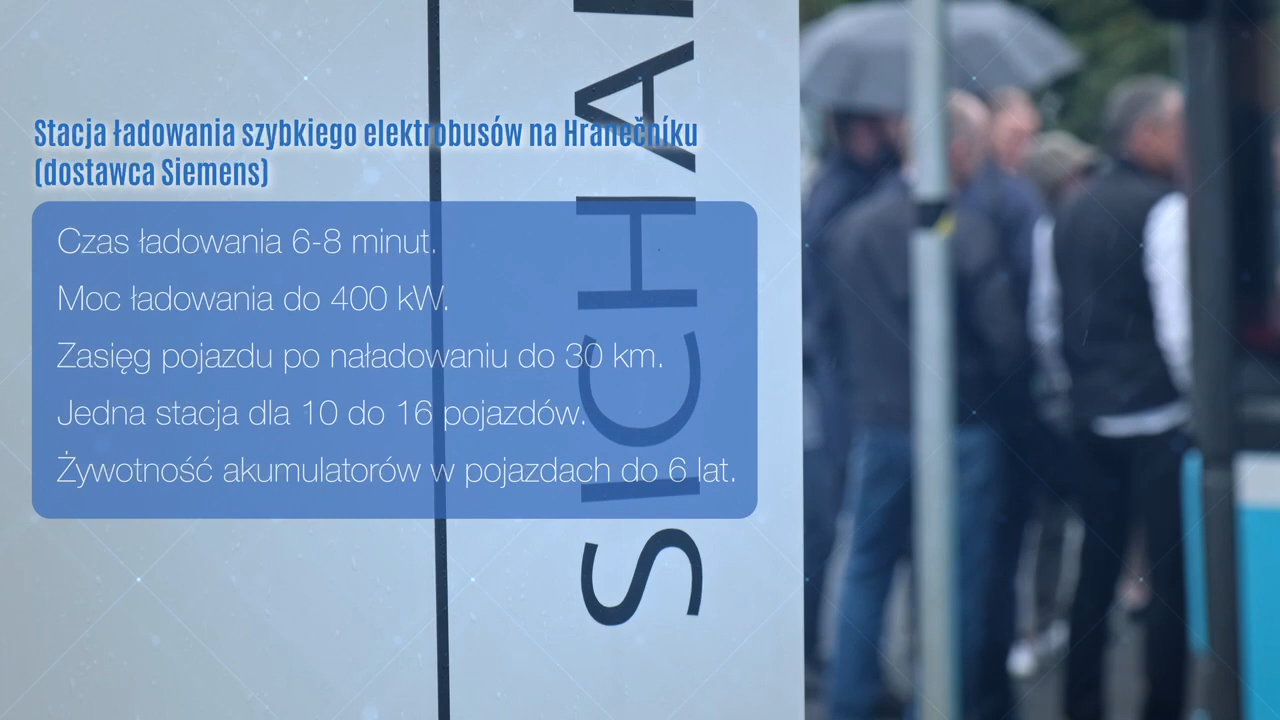 Stacja ładowania szybkiego elektrobusów na Hranečníku
(dostawca Siemens)
Czas ładowania 6-8 minut.
Moc ładowania do 400 kW.
Zasięg pojazdu po naładowaniu do 30 km.
Jedna stacja dla 10 do 16 pojazdów.
Żywotność akumulatorów w pojazdach do 6 lat.
SICHA